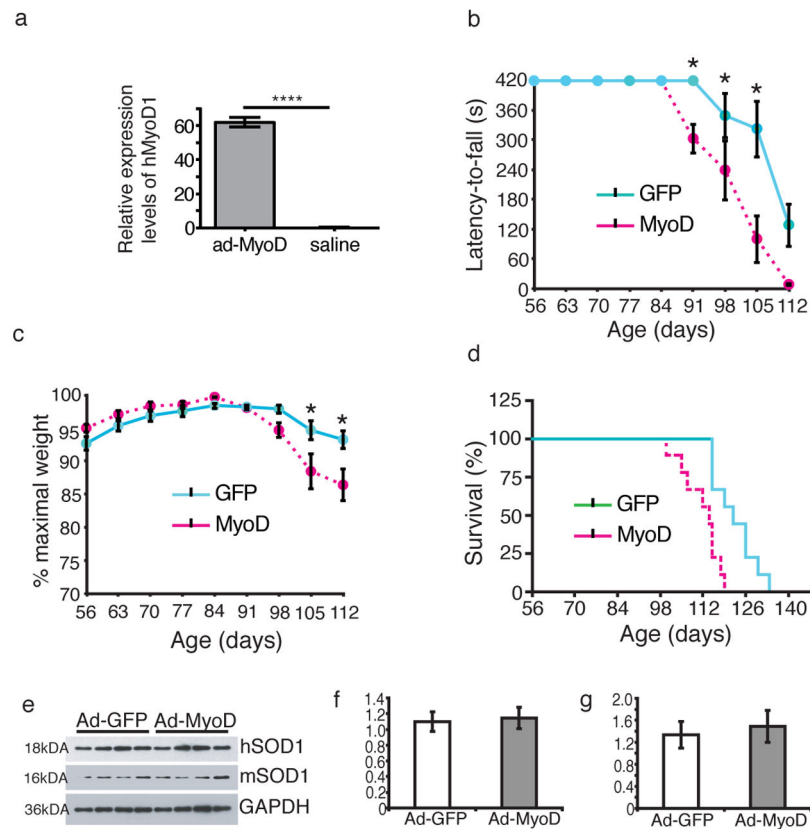 a
Relative expression
levels of hMyoD1
60
40
20
0
****
ad-MyoD saline
b
Latency-to-fall (s)
420
360
300
240
180
120
60
0
* * *
GFP
MyoD
56 63 70 77 84 91 98 105 112
Age (days)
c
% maximal weight
100
95
90
85
80
75
70
* *
GFP
MyoD
56 63 70 77 84 91 98 105 112
Age (days)
d
Survival (%)
125
100
75
50
25
0
GFP
MyoD
56 70 84 98 112 126 140
Age (days)
e
Ad-GFP Ad-MyoD
18kDA hSOD1
16kDA mSOD1
36kDA GAPDH
f
1.4
1.2
1.0
0.8
0.6
0.4
0.2
0
Ad-GFP Ad-MyoD
g
2.0
1.6
1.2
0.8
0.4
0
Ad-GFP Ad-MyoD